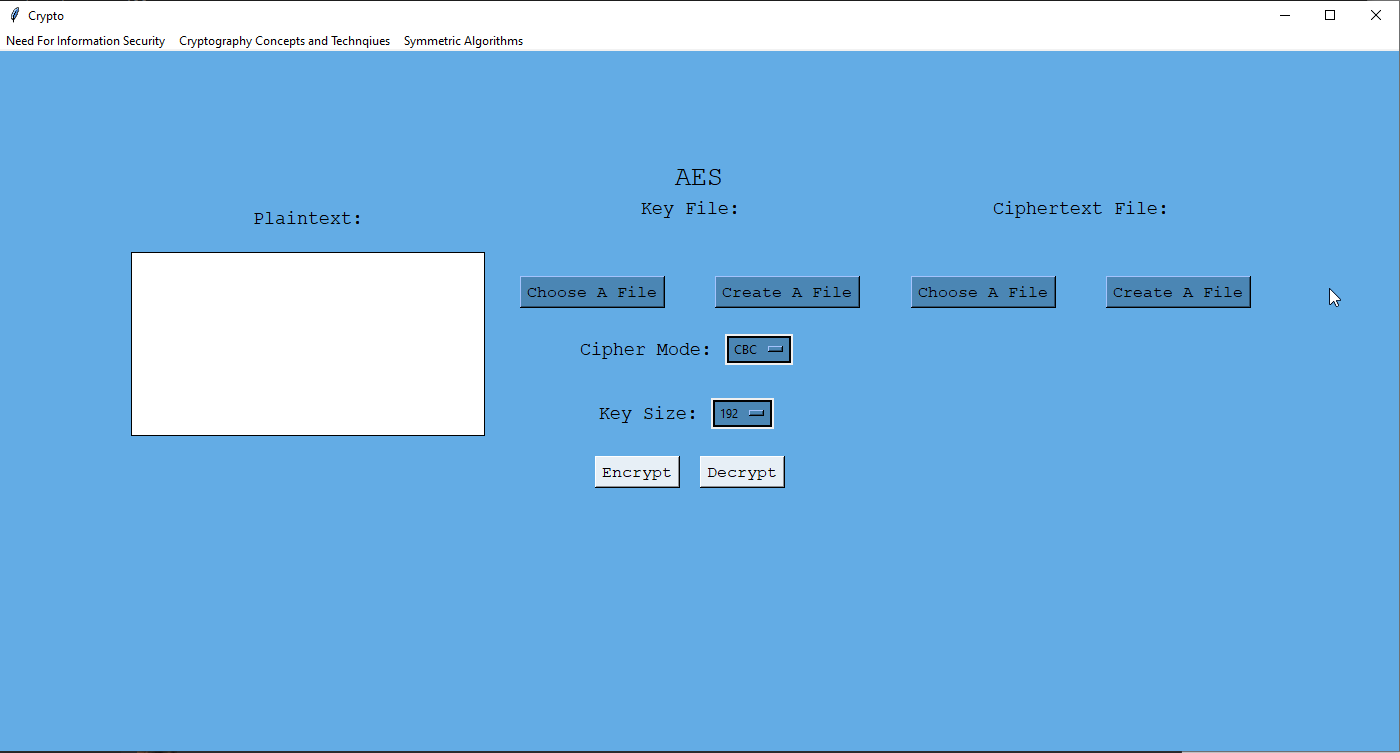 Crypto
Need For Information Security Cryptography Concepts and Technqiues Symmetric Algorithms
AES
Plaintext: Key File: Ciphertext File:
Choose A File Create A File Choose A File Create A File
Cipher Mode: CBC
Key Size: 192
Encrypt Decrypt